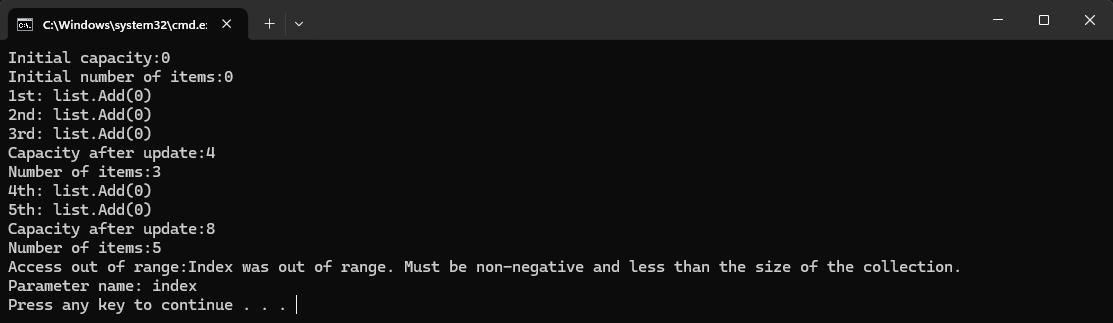 C:\Windows\system32\cmd.e
Initial capacity:0
Initial number of items:0
1st: list.Add(0)
2nd: list.Add(0)
3rd: list.Add(0)
Capacity after update:4
Number of items:3
4th: list.Add(0)
5th: list.Add(0)
Capacity after update:8
Number of items:5
Access out of range:Index was out of range. Must be non-negative and less than the size of the collection.
Parameter name: index
Press any key to continue . . .